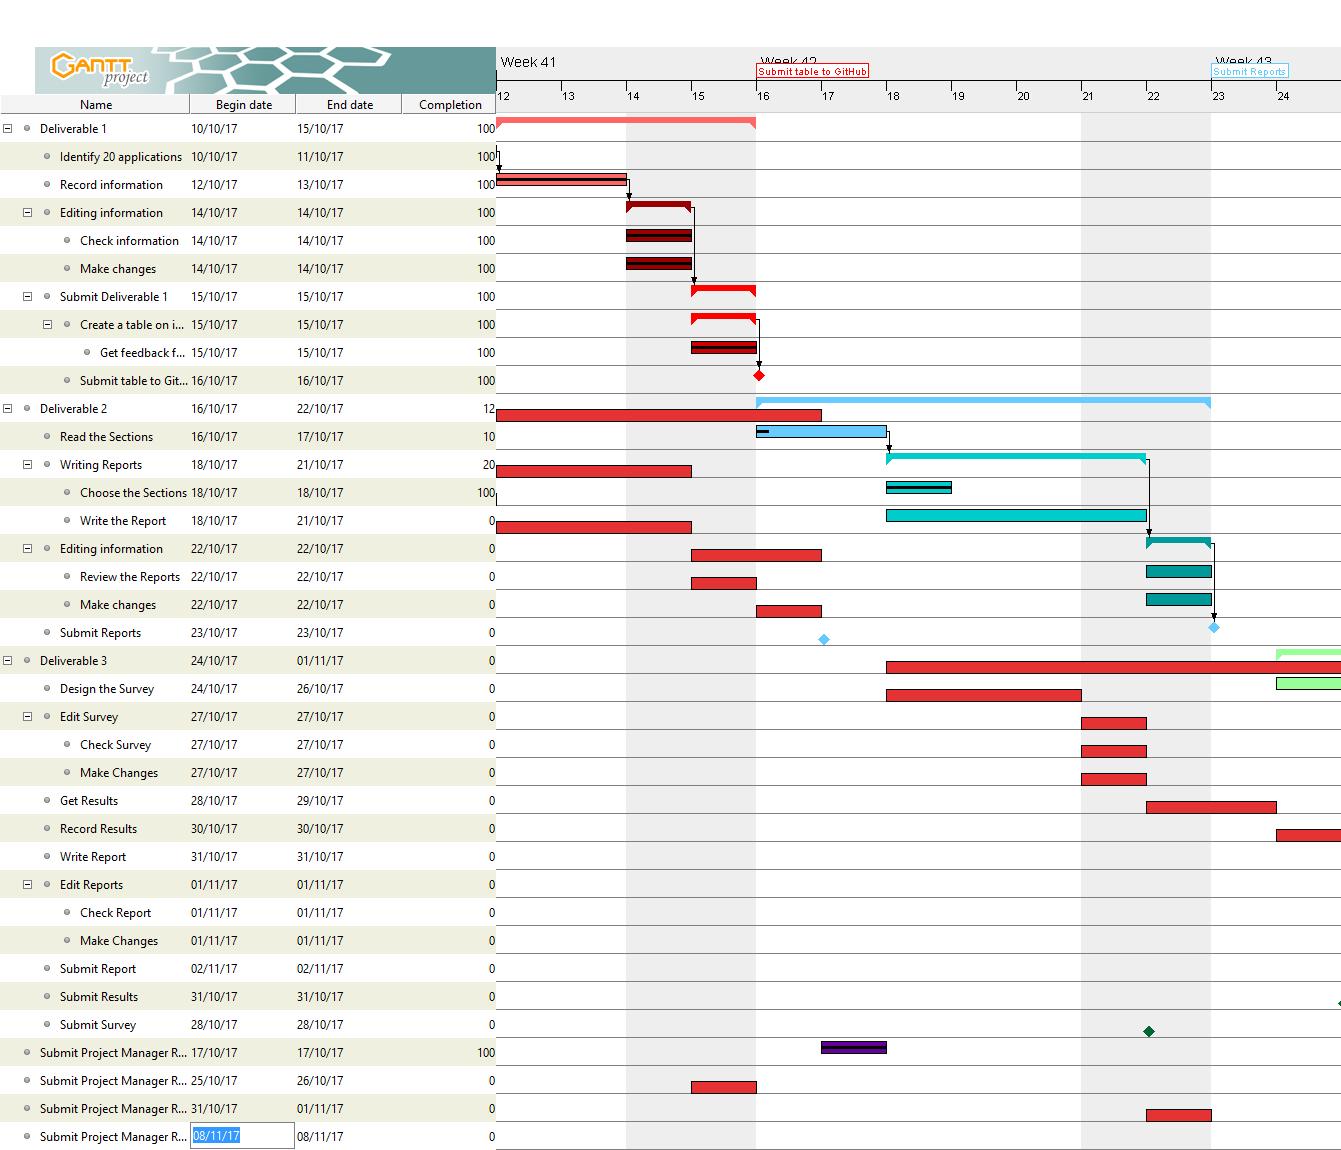 GANTT project
Week 41 Week 42 Week 43
Submit table to GitHub Submit Reports
Name Begin date End date Completion 12 13 14 15 16 17 18 19 20 21 22 23 24
Deliverable 1 10/10/17 15/10/17 100
Identify 20 applications 10/10/17 11/10/17 100
Record information 12/10/17 13/10/17 100
Editing information 14/10/17 14/10/17 100
Check information 14/10/17 14/10/17 100
Make changes 14/10/17 14/10/17 100
Submit Deliverable 1 15/10/17 15/10/17 100
Create a table on i... 15/10/17 15/10/17 100
Get feedback f... 15/10/17 15/10/17 100
Submit table to Git... 16/10/17 16/10/17 100
Deliverable 2 16/10/17 22/10/17 12
Read the Sections 16/10/17 17/10/17 10
Writing Reports 18/10/17 21/10/17 20
Choose the Sections 18/10/17 18/10/17 100
Write the Report 18/10/17 21/10/17 0
Editing information 22/10/17 22/10/17 0
Review the Reports 22/10/17 22/10/17 0
Make changes 22/10/17 22/10/17 0
Submit Reports 23/10/17 23/10/17 0
Deliverable 3 24/10/17 01/11/17 0
Design the Survey 24/10/17 26/10/17 0
Edit Survey 27/10/17 27/10/17 0
Check Survey 27/10/17 27/10/17 0
Make Changes 27/10/17 27/10/17 0
Get Results 28/10/17 29/10/17 0
Record Results 30/10/17 30/10/17 0
Write Report 31/10/17 31/10/17 0
Edit Reports 01/11/17 01/11/17 0
Check Report 01/11/17 01/11/17 0
Make Changes 01/11/17 01/11/17 0
Submit Report 02/11/17 02/11/17 0
Submit Results 31/10/17 31/10/17 0
Submit Survey 28/10/17 28/10/17 0
Submit Project Manager R... 17/10/17 17/10/17 100
Submit Project Manager R... 25/10/17 26/10/17 0
Submit Project Manager R... 31/10/17 01/11/17 0
Submit Project Manager R... 08/11/17 08/11/17 0